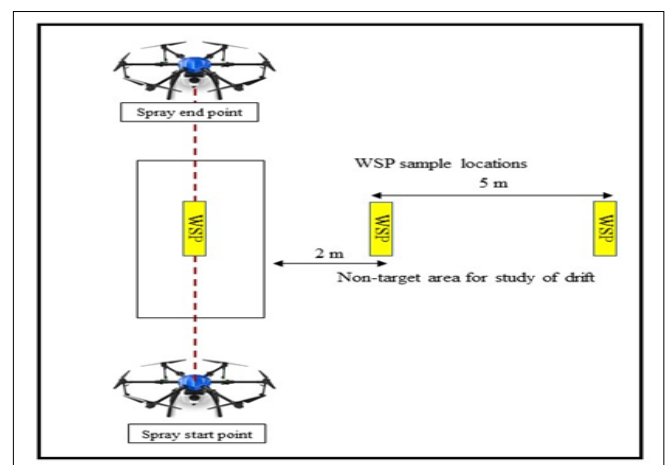 Spray end point
WSP sample locations
5 m
WSP
WSP
WSP
2 m
Non-target area for study of drift
Spray start point